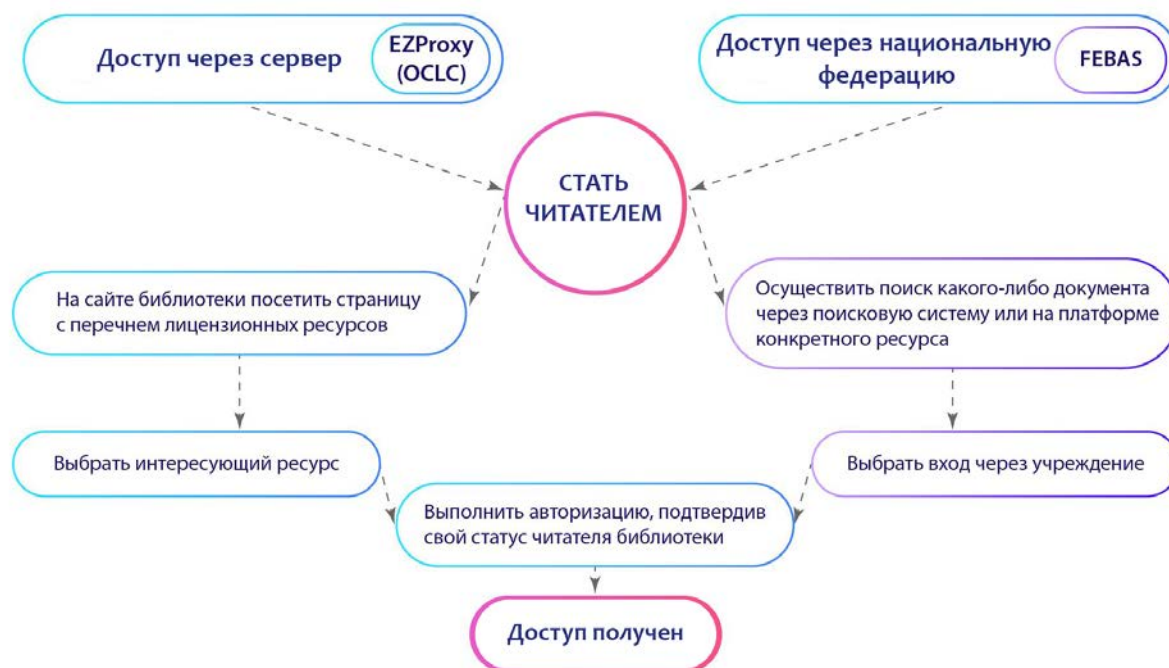 Доступ через сервер
EZProxy
(OCLC)
Доступ через национальную
федерацию
FEBAS
СТАТЬ
ЧИТАТЕЛЕМ
На сайте библиотеки посетить страницу
с перечнем лицензионных ресурсов
Осуществить поиск какого-либо документа
через поисковую систему или на платформе
конкретного ресурса
Выбрать интересующий ресурс
Выбрать вход через учреждение
Выполнить авторизацию, подтвердив
свой статус читателя библиотеки
Доступ получен